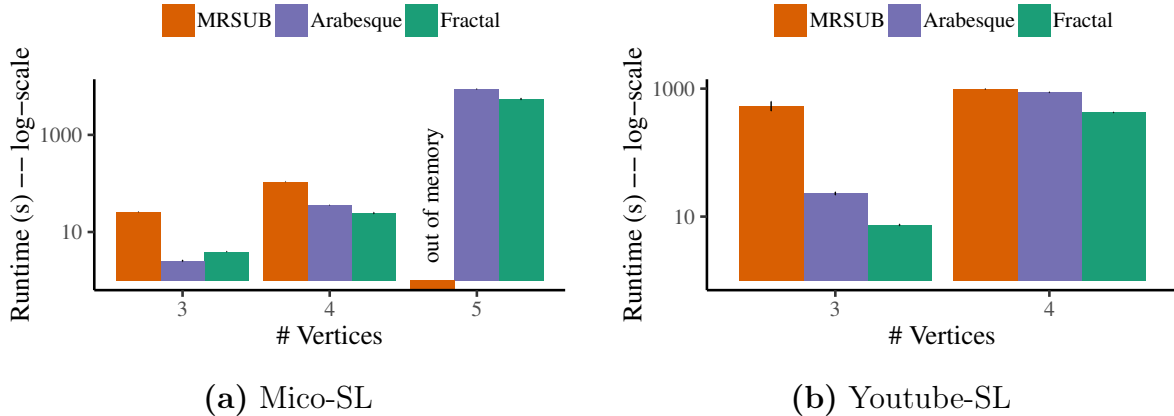 MRSUB Arabesque Fractal
Runtime (s) −− log−scale
1000
10
out of memory
3 4 5
# Vertices
(a) Mico-SL
MRSUB Arabesque Fractal
Runtime (s) −− log−scale
1000
10
3 4
# Vertices
(b) Youtube-SL